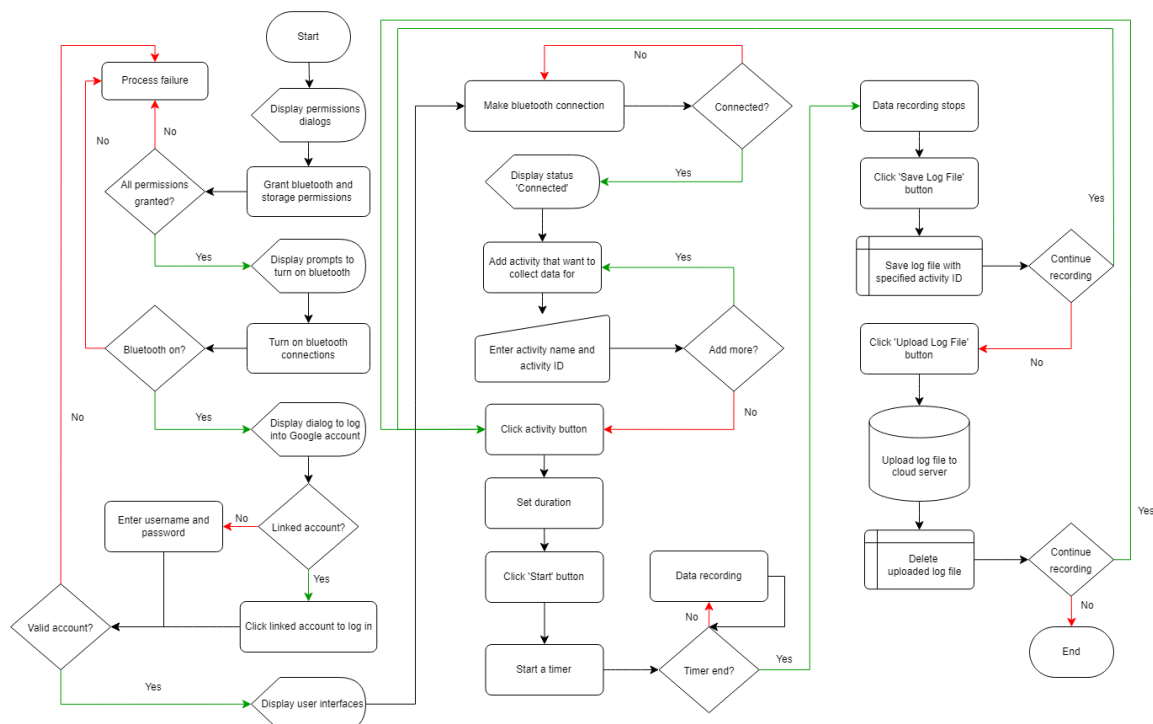 Start
Process failure
No
No
Display permissions
dialogs
All permissions
granted?
Grant bluetooth and
storage permissions
Yes
Display prompts to
turn on bluetooth
Bluetooth on?
Turn on bluetooth
connections
No
Yes
Display dialog to log
into Google account
Enter username and
password
No
Linked account?
Yes
Valid account?
Click linked account to log in
Yes
Display user interfaces
No
Make bluetooth connection
Connected?
Yes
Display status
'Connected'
Add activity that want to
collect data for
Yes
Enter activity name and
activity ID
Add more?
No
Click activity button
Set duration
Click 'Start' button
Data recording
No
Start a timer
Timer end?
Yes
Data recording stops
Click 'Save Log File'
button
Yes
Save log file with
specified activity ID
Continue
recording
Click 'Upload Log File'
button
No
Upload log file to
cloud server
Yes
Delete
uploaded log file
Continue
recording
No
End